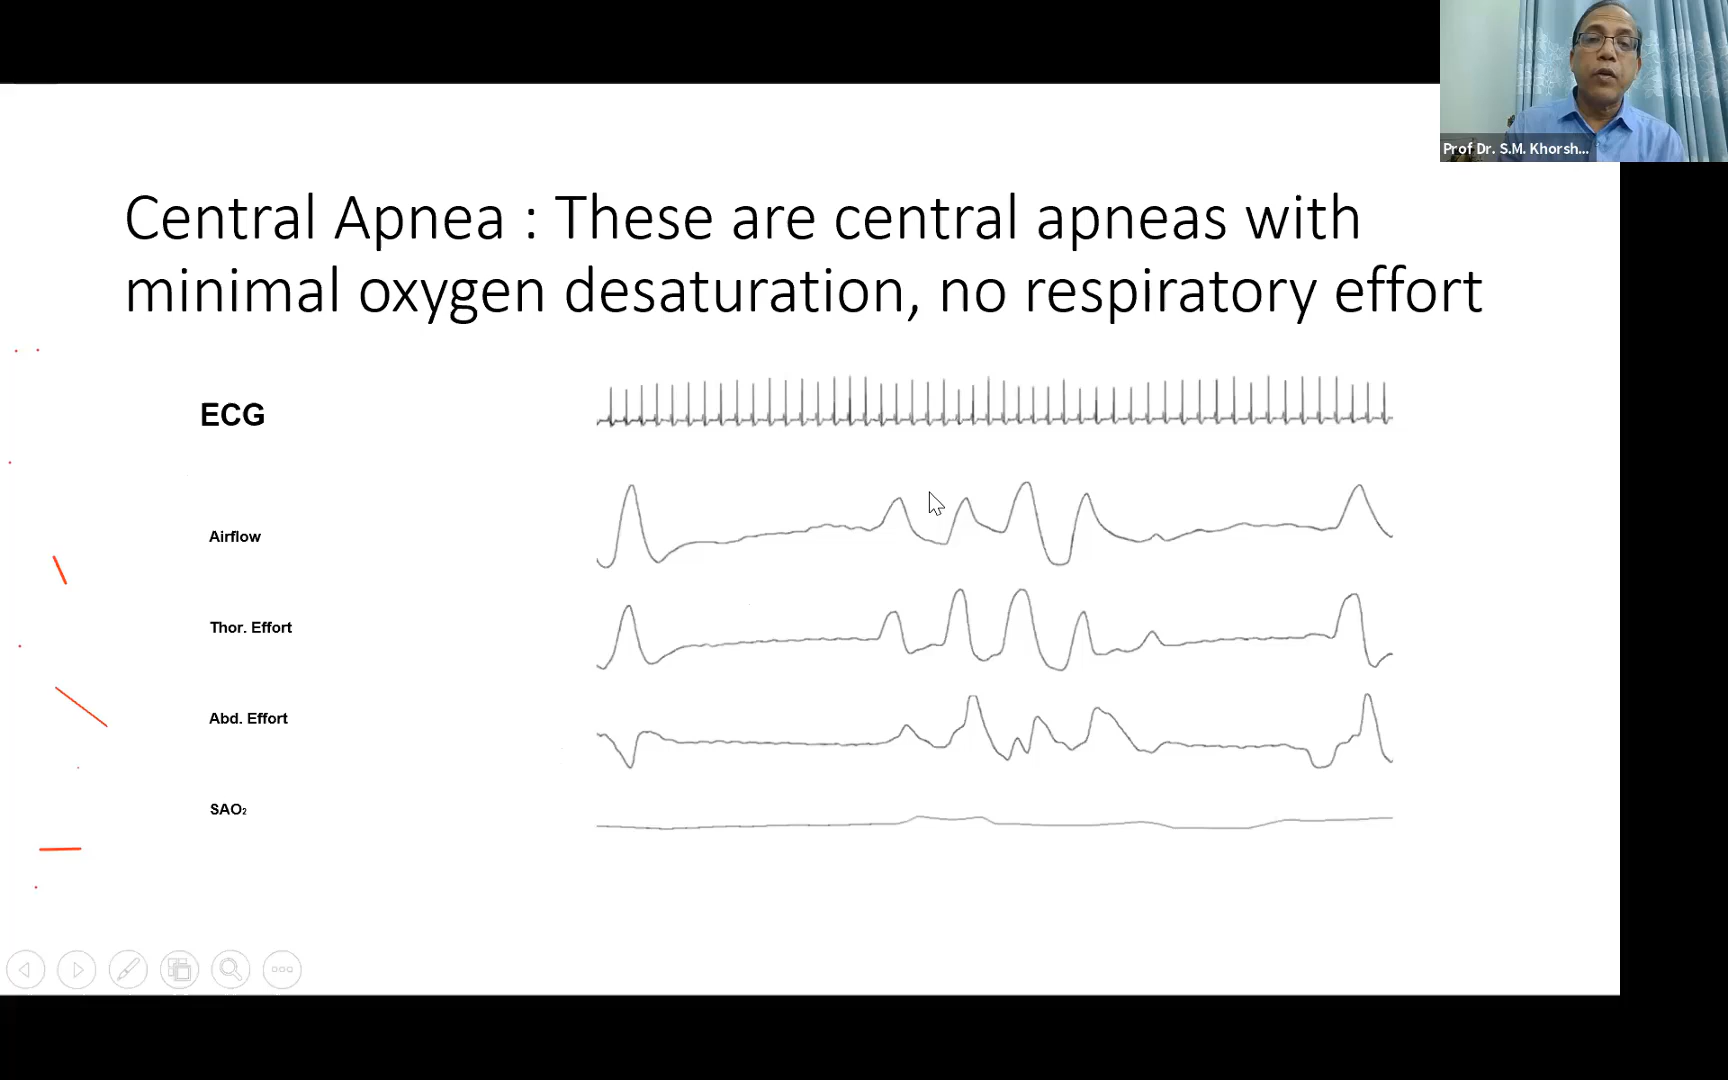 Prof Dr. S.M. Khorsh...
Central Apnea : These are central apneas with
minimal oxygen desaturation, no respiratory effort
ECG
Airflow
Thor. Effort
Abd. Effort
SAO₂